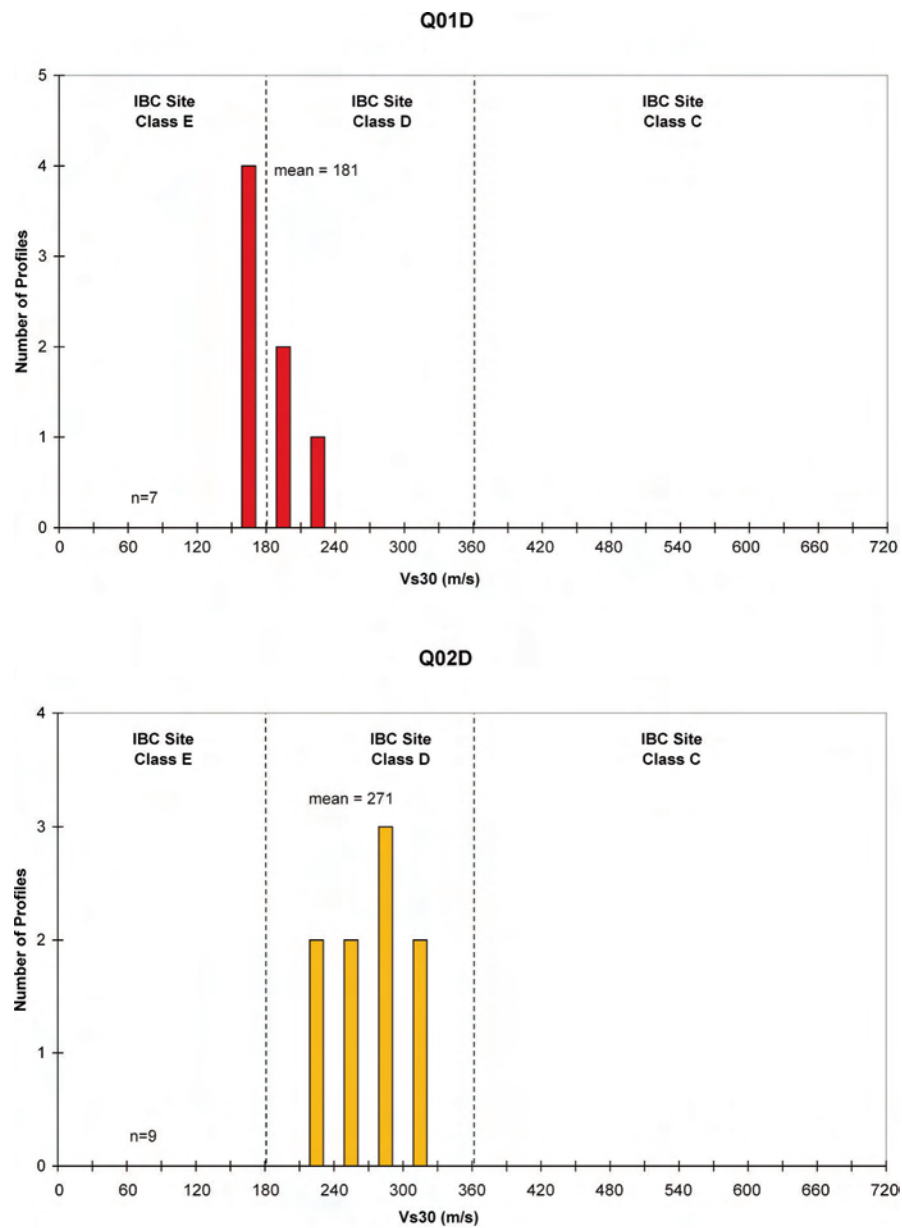 Q01D
5
IBC Site
Class E
IBC Site
Class D
IBC Site
Class C
4
mean = 181
Number of Profiles
3
2
1
n=7
0
0 60 120 180 240 300 360 420 480 540 600 660 720
Vs30 (m/s)
Q02D
4
IBC Site
Class E
IBC Site
Class D
IBC Site
Class C
mean = 271
3
Number of Profiles
2
1
n=9
0
0 60 120 180 240 300 360 420 480 540 600 660 720
Vs30 (m/s)